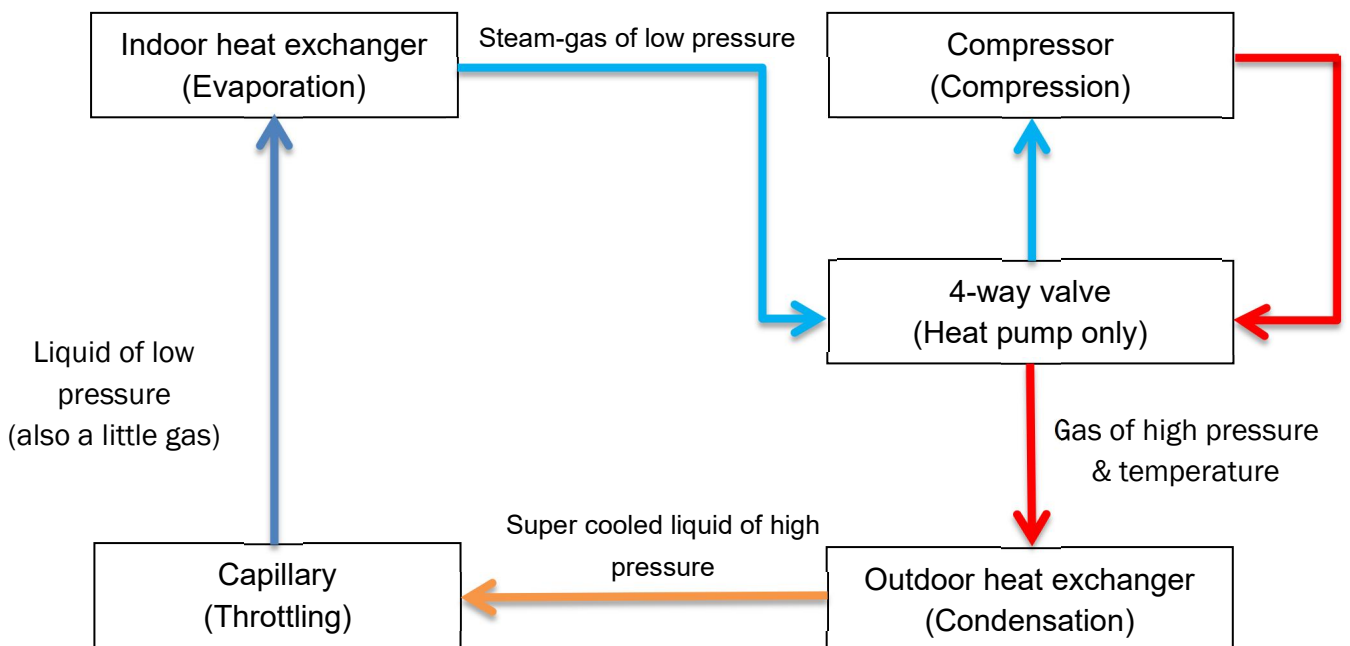 Indoor heat exchanger
(Evaporation)
Steam-gas of low pressure
Compressor
(Compression)
4-way valve
(Heat pump only)
Liquid of low
pressure
(also a little gas)
Gas of high pressure
& temperature
Super cooled liquid of high
pressure
Capillary
(Throttling)
Outdoor heat exchanger
(Condensation)